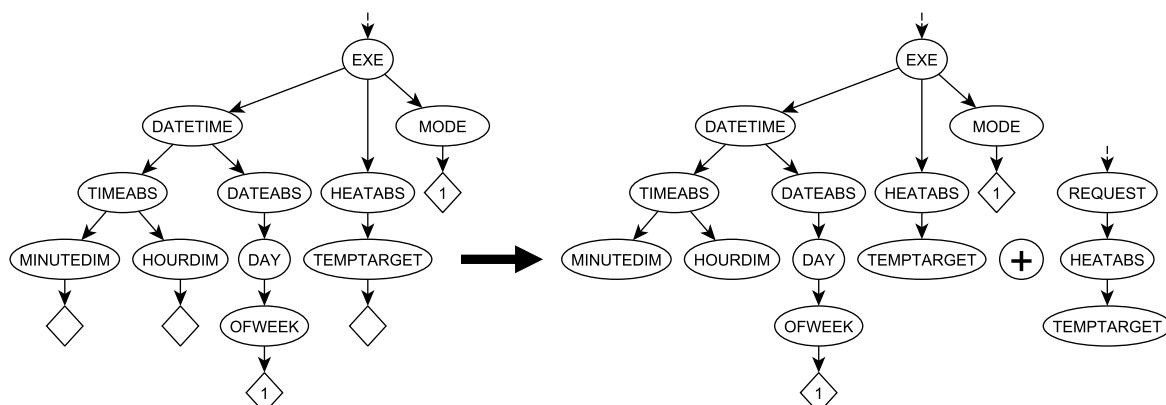 EXE
EXE
DATETIME
MODE
DATETIME
MODE
TIMEABS
DATEABS
HEATABS
1
TIMEABS
DATEABS
HEATABS
1
REQUEST
MINUTEDIM
HOURDIM
DAY
TEMPTARGET
MINUTEDIM
HOURDIM
DAY
TEMPTARGET
+
HEATABS
OFWEEK
OFWEEK
TEMPTARGET
1
1